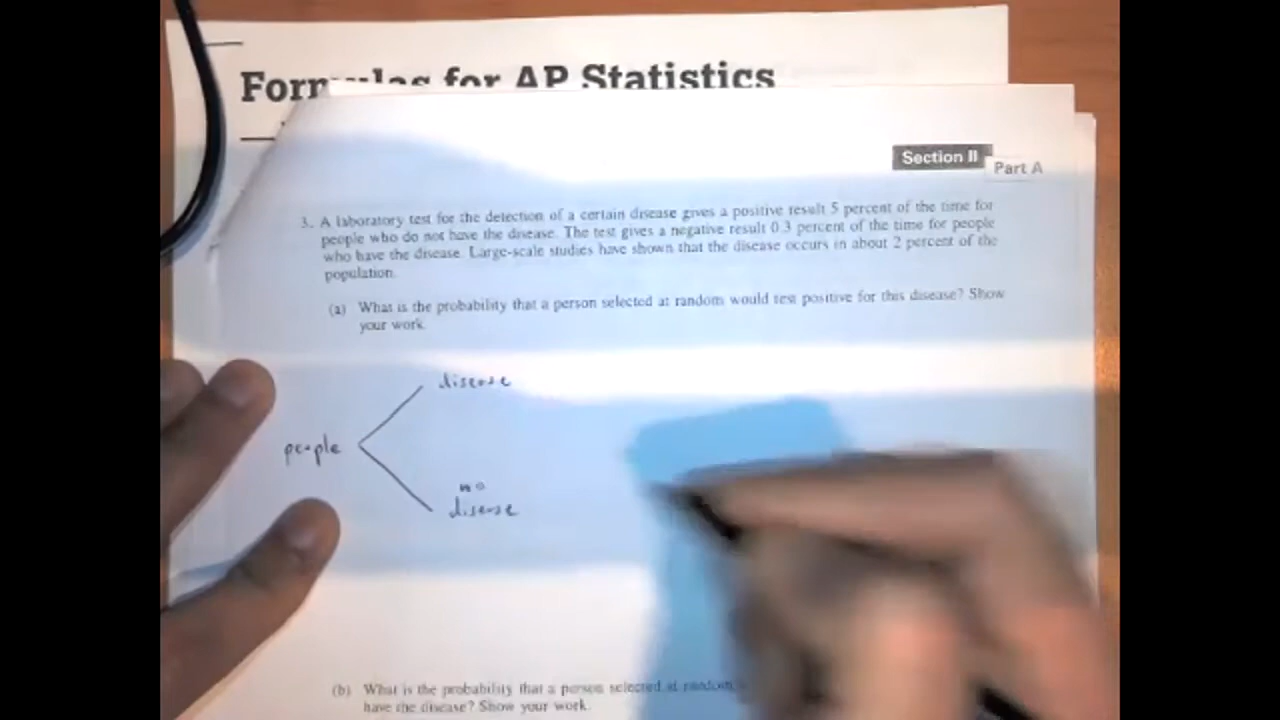 for AP Statistics
Section II
Part A
3. A laboratory test for the detection of a certain disease gives a positive result 5 percent of the time for
people who do not have the disease. The test gives a negative result 0.3 percent of the time for people
who have the disease. Large-scale studies have shown that the disease occurs in about 2 percent of the
population.
(a) What is the probability that a person selected at random would test positive for this disease? Show
your work.
disease
people
no
disease
(b) What is the probability that a person selected at random
have the disease? Show your work.